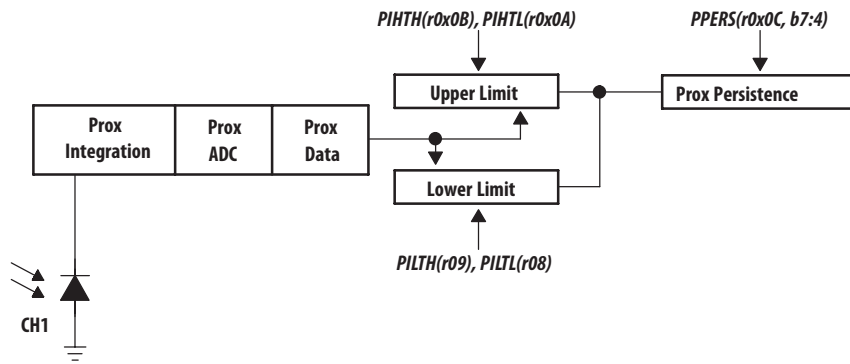 PIHTH(r0x0B), PIHTL(r0x0A)
PPERS(r0x0C, b7:4)
Upper Limit
Prox Persistence
Prox
Integration
Prox
ADC
Prox
Data
Lower Limit
PILTH(r09), PILTL(r08)
CH1